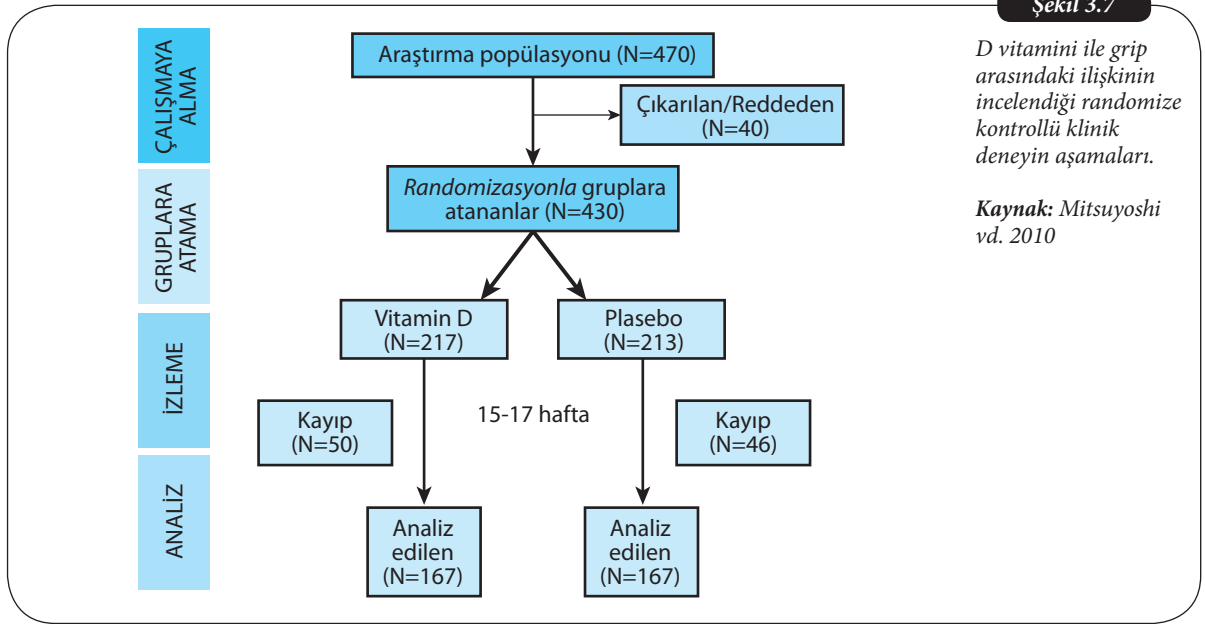 Şekil 3.7
D vitamini ile grip
arasındaki ilişkinin
incelendiği randomize
kontrollü klinik
deneyin aşamaları.
Kaynak: Mitsuyoshi
vd. 2010
ÇALIŞMAYA
ALMA
Araştırma popülasyonu (N=470)
Çıkarılan/Reddeden
(N=40)
GRUPLARA
ATAMA
Randomizasyonla gruplara
atananlar (N=430)
Vitamin D
(N=217)
Plasebo
(N=213)
İZLEME
Kayıp
(N=50)
15-17 hafta
Kayıp
(N=46)
ANALİZ
Analiz
edilen
(N=167)
Analiz
edilen
(N=167)